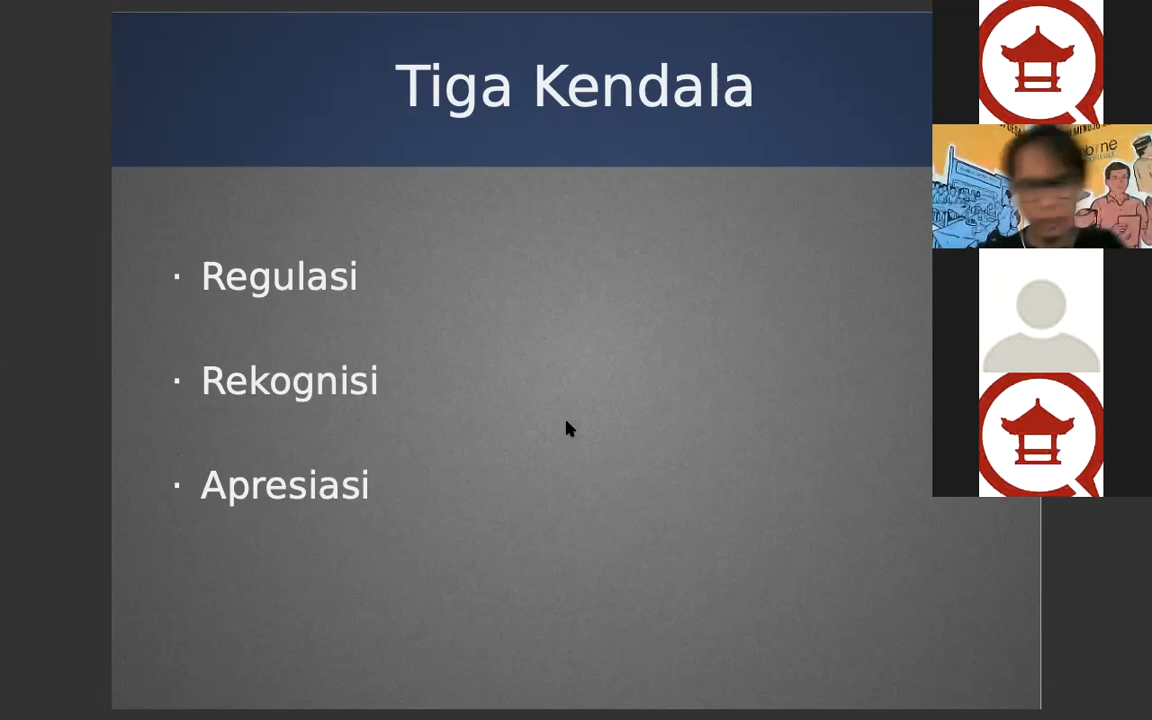 Tiga Kendala
· Regulasi
· Rekognisi
· Apresiasi